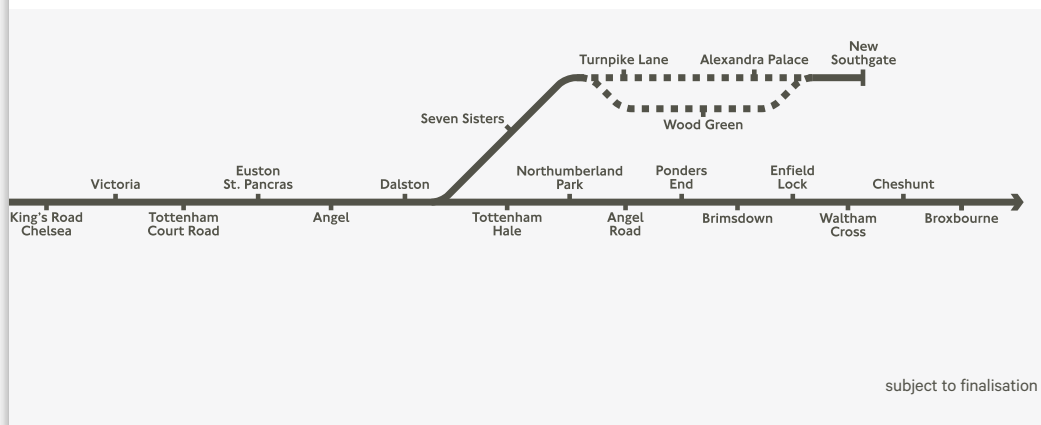 New
Southgate
Turnpike Lane
Alexandra Palace
Seven Sisters
Wood Green
Victoria
Euston
St. Pancras
Dalston
Northumberland
Park
Ponders
End
Enfield
Lock
Cheshunt
King's Road
Chelsea
Tottenham
Court Road
Angel
Tottenham
Hale
Angel
Road
Brimsdown
Waltham
Cross
Broxbourne
subject to finalisation